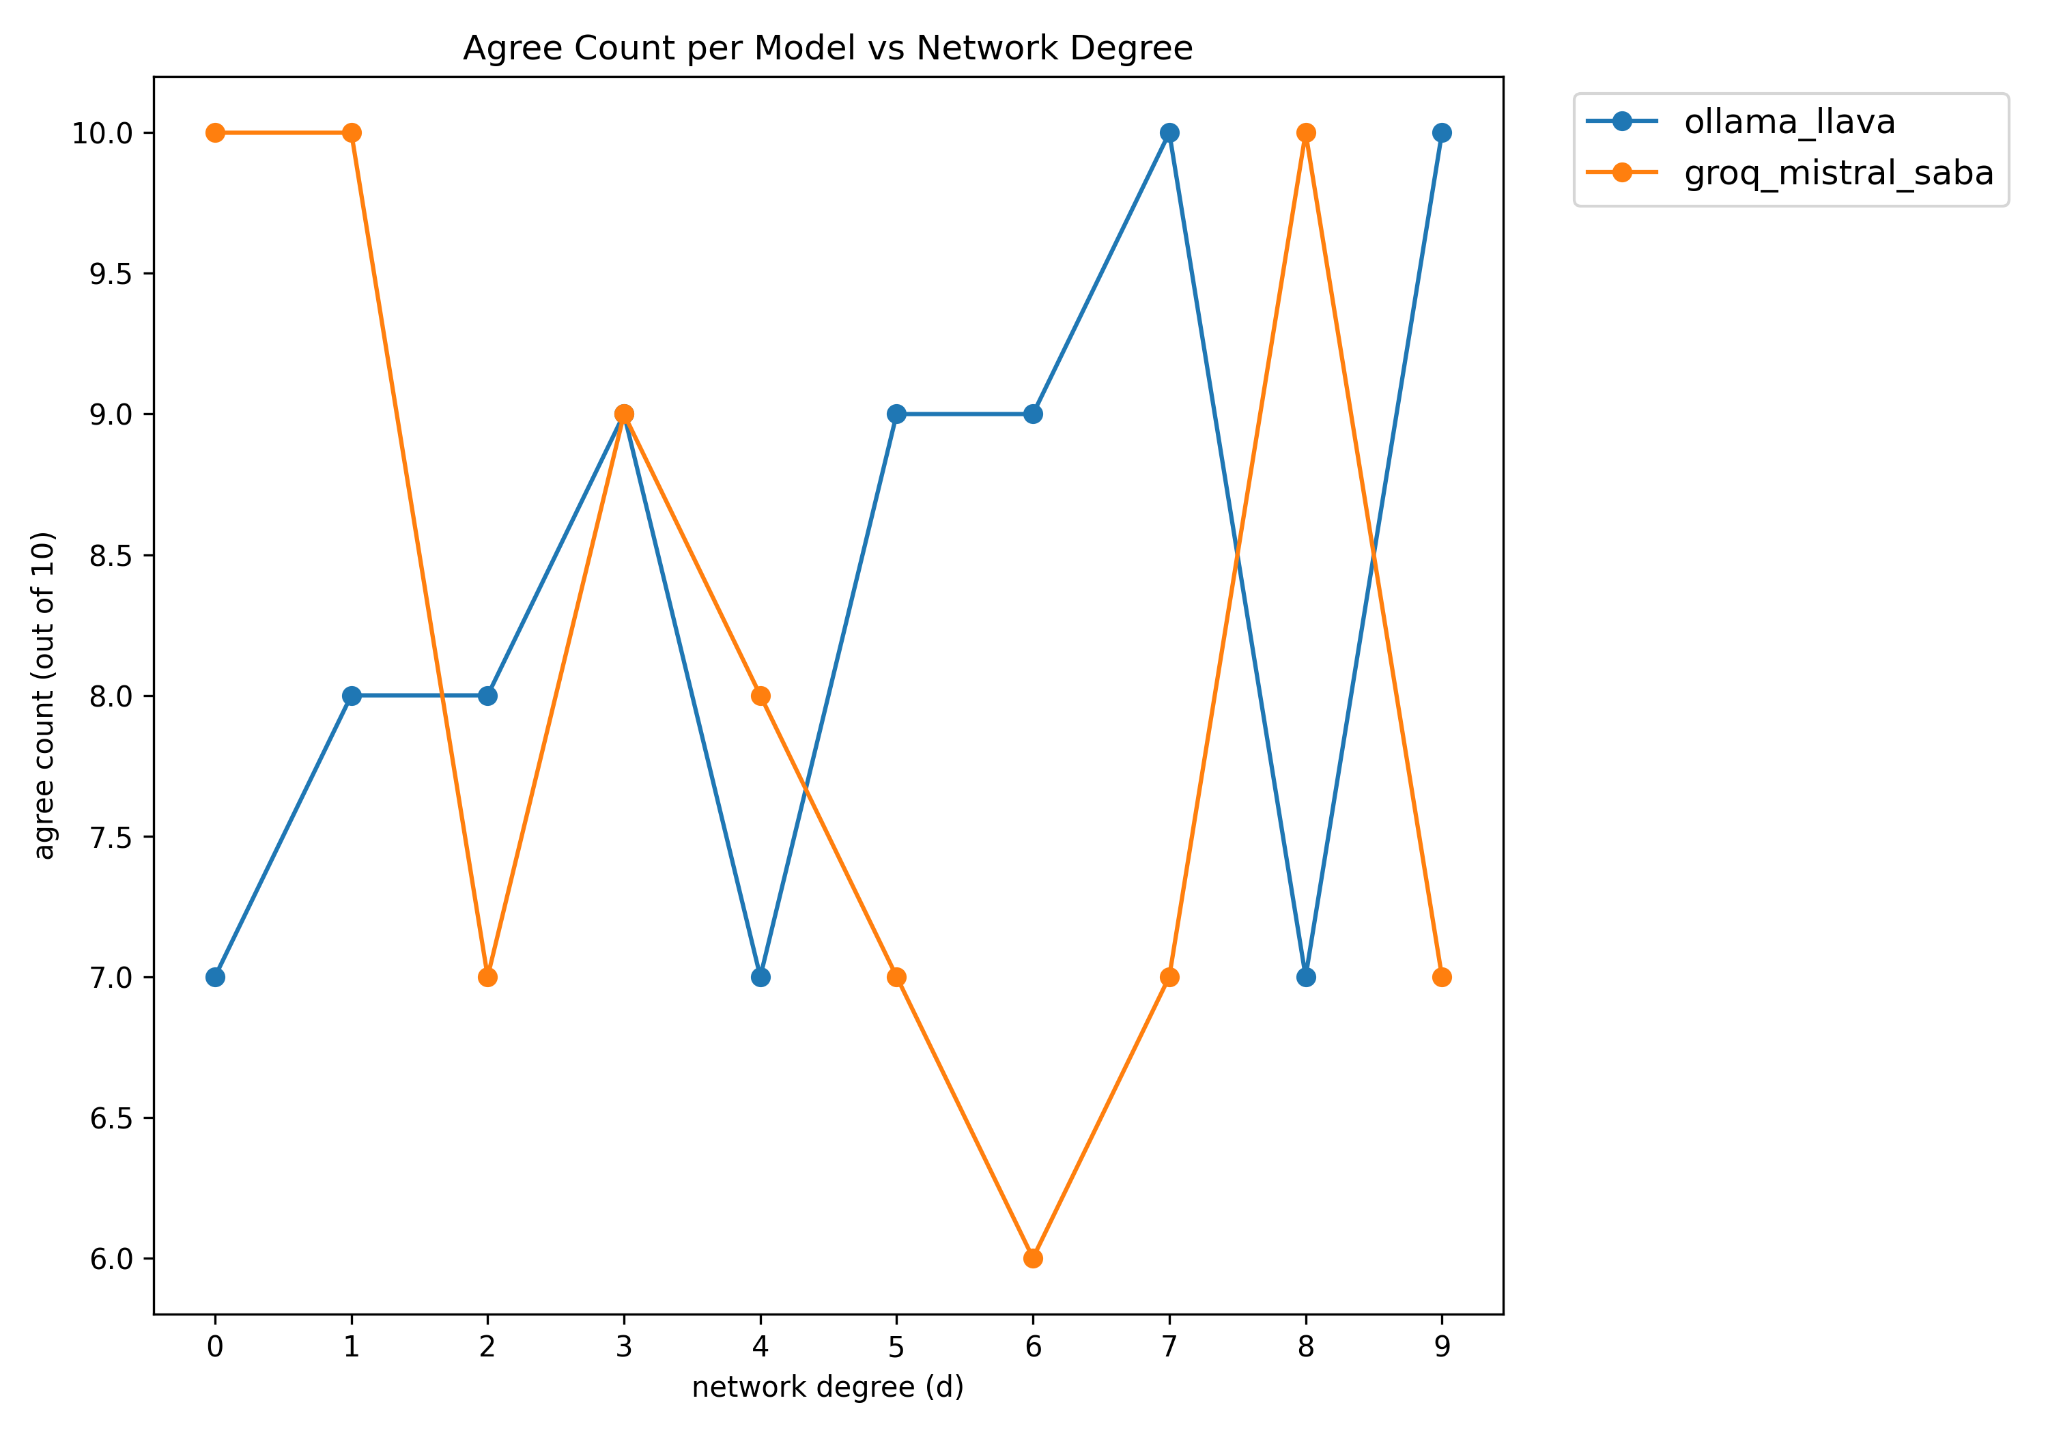 Agree Count per Model vs Network Degree
ollama_llava
groq_mistral_saba
10.0
9.5
9.0
8.5
8.0
7.5
7.0
6.5
6.0
agree count (out of 10)
0 1 2 3 4 5 6 7 8 9
network degree (d)